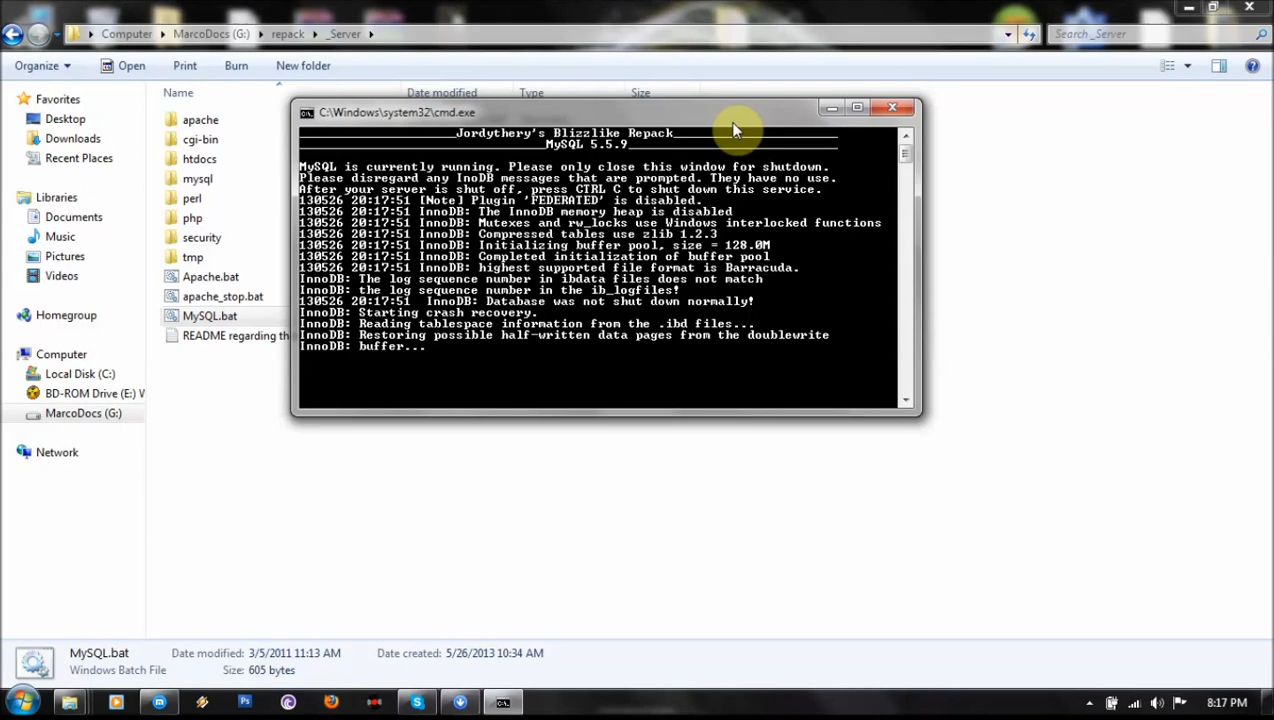 Computer
MarcoDocs (G:)
repack
_Server
Search _Server
Organize
Open
Print
Burn
New folder
Name
Date modified
Type
Size
Favorites
Desktop
Downloads
Recent Places
Libraries
Documents
Music
Pictures
Videos
Homegroup
Computer
Local Disk (C:)
BD-ROM Drive (E:) W
MarcoDocs (G:)
Network
apache
cgi-bin
htdocs
mysql
perl
php
security
tmp
Apache.bat
apache_stop.bat
MySQL.bat
README regarding th
C:\Windows\system32\cmd.exe
Jordythery's Blizzlike Repack
MySQL 5.5.9
MySQL is currently running. Please only close this window for shutdown.
Please disregard any InoDB messages that are prompted. They have no use.
After your server is shut off, press CTRL C to shut down this service.
130526 20:17:51 [Note] Plugin 'FEDERATED' is disabled.
130526 20:17:51 InnoDB: The InnoDB memory heap is disabled
130526 20:17:51 InnoDB: Mutexes and rw_locks use Windows interlocked functions
130526 20:17:51 InnoDB: Compressed tables use zlib 1.2.3
130526 20:17:51 InnoDB: Initializing buffer pool, size = 128.0M
130526 20:17:51 InnoDB: Completed initialization of buffer pool
130526 20:17:51 InnoDB: highest supported file format is Barracuda.
InnoDB: The log sequence number in ibdata files does not match
InnoDB: the log sequence number in the ib_logfiles!
130526 20:17:51  InnoDB: Database was not shut down normally!
InnoDB: Starting crash recovery.
InnoDB: Reading tablespace information from the .ibd files...
InnoDB: Restoring possible half-written data pages from the doublewrite
InnoDB: buffer...
MySQL.bat
Date modified: 3/5/2011 11:13 AM
Date created: 5/26/2013 10:34 AM
Windows Batch File
Size: 605 bytes
8:17 PM